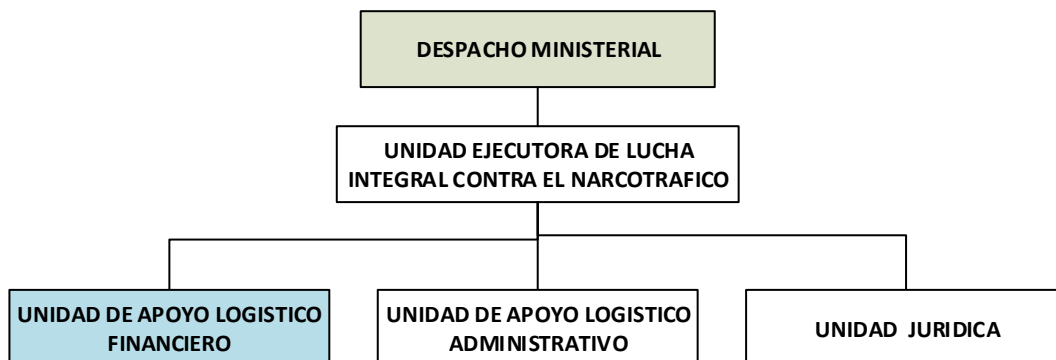 DESPACHO MINISTERIAL
UNIDAD EJECUTORA DE LUCHA
INTEGRAL CONTRA EL NARCOTRAFICO
UNIDAD DE APOYO LOGISTICO
FINANCIERO
UNIDAD DE APOYO LOGISTICO
ADMINISTRATIVO
UNIDAD JURIDICA